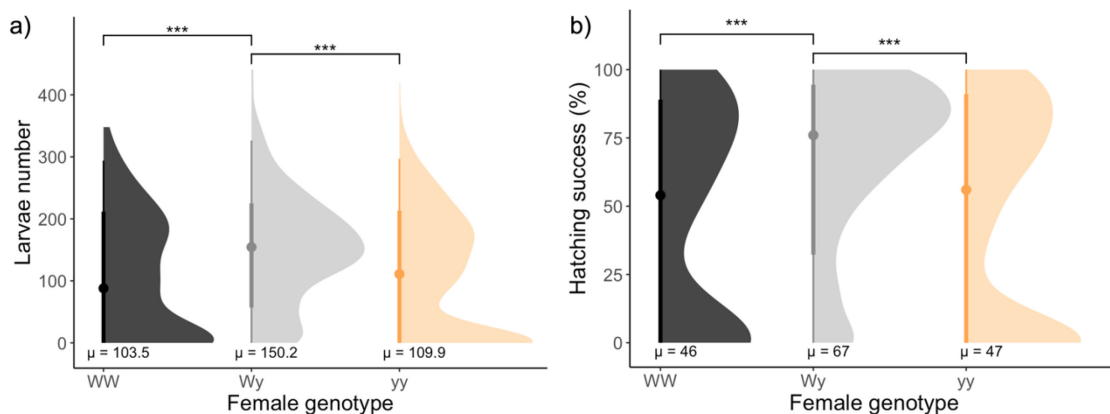 a)
***
***
Larvae number
400
300
200
100
0
μ = 103.5
μ = 150.2
μ = 109.9
WW
Wy
yy
Female genotype
b)
***
***
Hatching success (%)
100
75
50
25
0
μ = 46
μ = 67
μ = 47
WW
Wy
yy
Female genotype